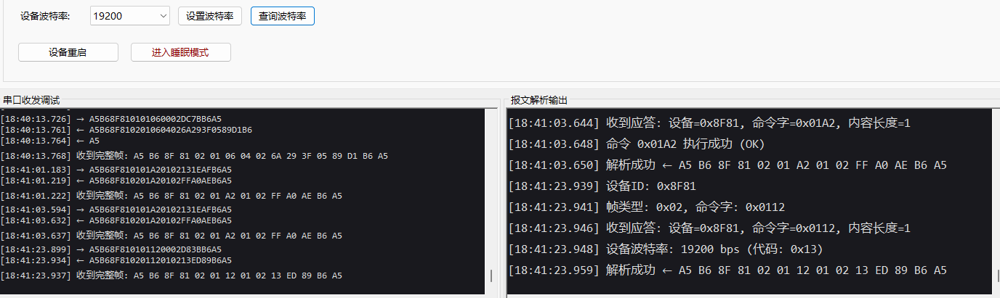 设备波特率: 19200 设置波特率 查询波特率
设备重启 进入睡眠模式
串口收发调试
[18:40:13.726] → A5B68F810101060002DC7BB6A5
[18:40:13.761] ← A5B68F8102010604026A293F0589D1B6
[18:40:13.764] ← A5
[18:40:13.768] 收到完整帧: A5 B6 8F 81 02 01 06 04 02 6A 29 3F 05 89 D1 B6 A5
[18:41:01.183] → A5B68F810101A20102131EAFB6A5
[18:41:01.219] ← A5B68F810201A20102FFA0AEB6A5
[18:41:01.222] 收到完整帧: A5 B6 8F 81 02 01 A2 01 02 FF A0 AE B6 A5
[18:41:03.594] → A5B68F810101A20102131EAFB6A5
[18:41:03.632] ← A5B68F810201A20102FFA0AEB6A5
[18:41:03.637] 收到完整帧: A5 B6 8F 81 02 01 A2 01 02 FF A0 AE B6 A5
[18:41:23.899] → A5B68F810101120002D83BB6A5
[18:41:23.934] ← A5B68F81020112010213ED89B6A5
[18:41:23.937] 收到完整帧: A5 B6 8F 81 02 01 12 01 02 13 ED 89 B6 A5
报文解析输出
[18:41:03.644] 收到应答: 设备=0x8F81, 命令字=0x01A2, 内容长度=1
[18:41:03.648] 命令 0x01A2 执行成功 (OK)
[18:41:03.650] 解析成功 ← A5 B6 8F 81 02 01 A2 01 02 FF A0 AE B6 A5
[18:41:23.939] 设备ID: 0x8F81
[18:41:23.941] 帧类型: 0x02, 命令字: 0x0112
[18:41:23.946] 收到应答: 设备=0x8F81, 命令字=0x0112, 内容长度=1
[18:41:23.948] 设备波特率: 19200 bps (代码: 0x13)
[18:41:23.959] 解析成功 ← A5 B6 8F 81 02 01 12 01 02 13 ED 89 B6 A5